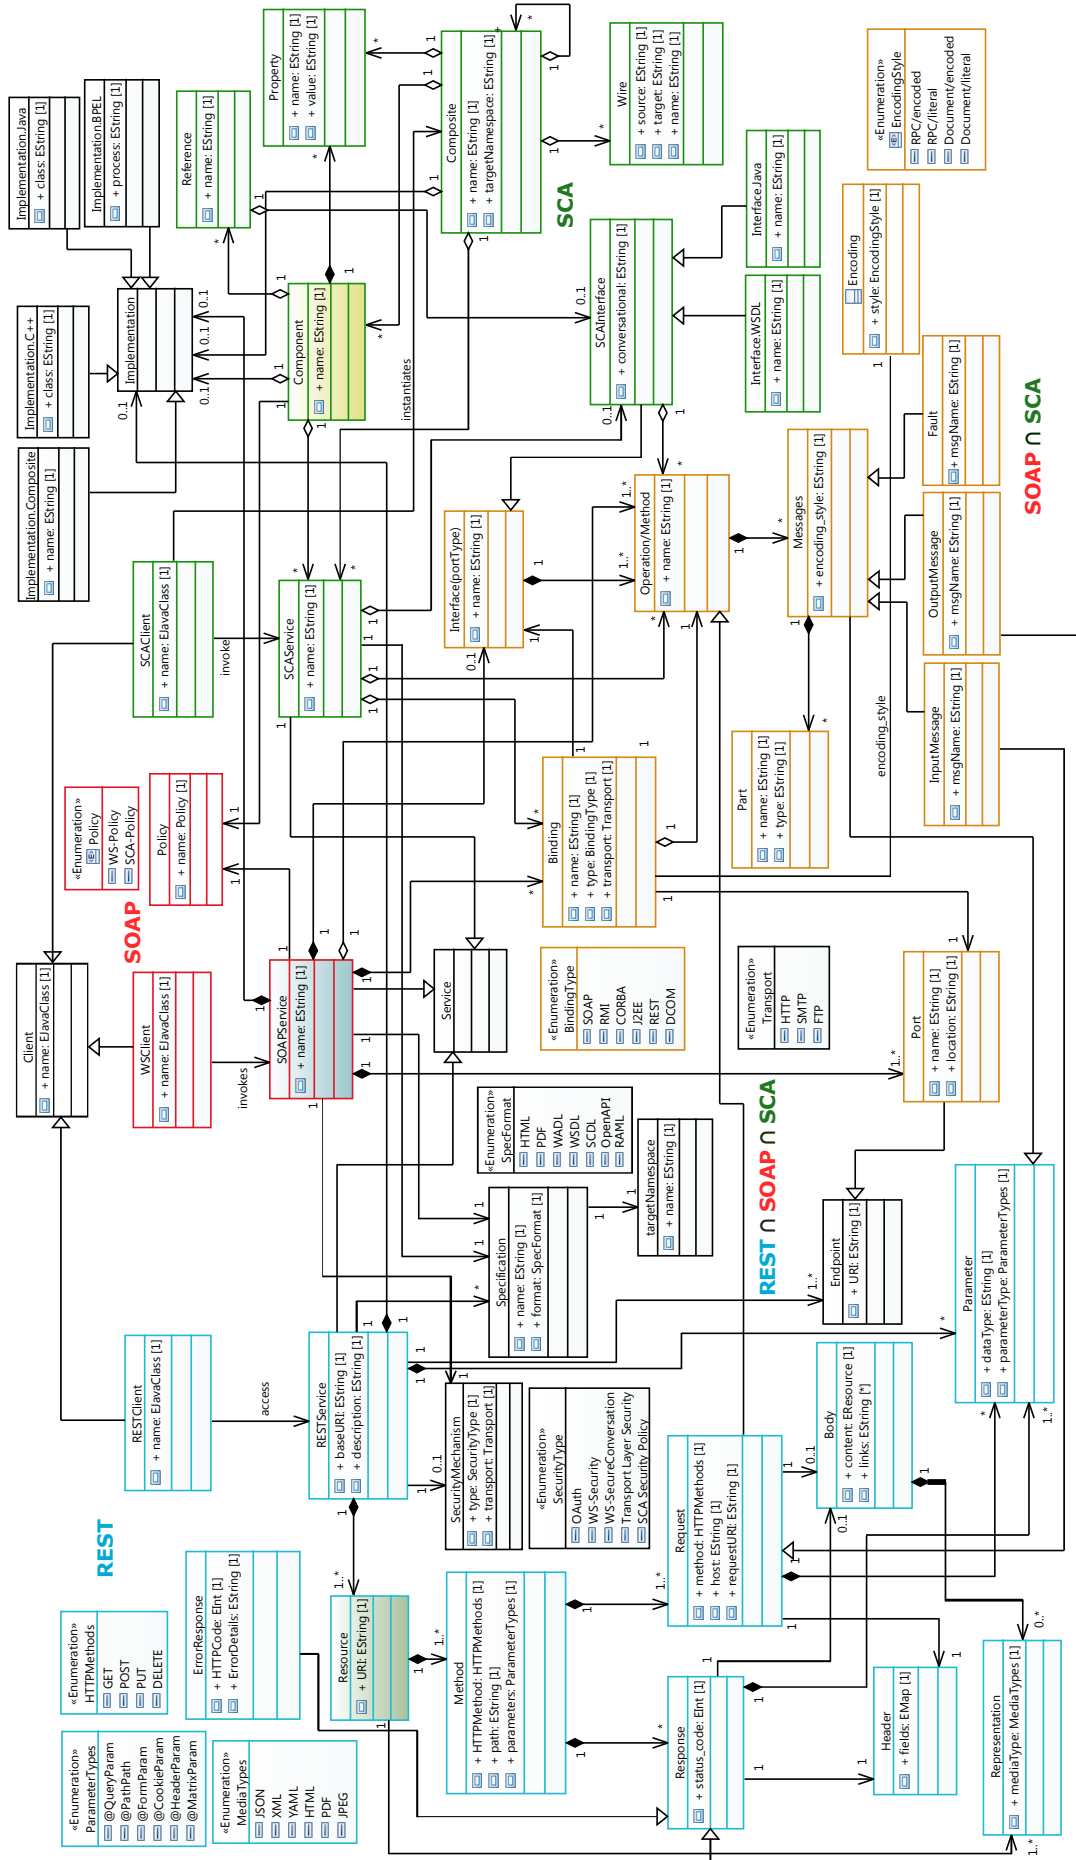 «Enumeration»
ParameterTypes
@QueryParam
@PathPath
@FormParam
@CookieParam
@HeaderParam
@MatrixParam
«Enumeration»
HTTPMethods
GET
POST
PUT
DELETE
REST
«Enumeration»
MediaTypes
JSON
XML
YAML
HTML
PDF
JPEG
ErrorResponse
+ HTTPCode: EInt [1]
+ ErrorDetails: EString [1]
RESTClient
+ name: EJavaClass [1]
access
Client
+ name: EJavaClass [1]
SOAP
WSClient
+ name: EJavaClass [1]
invokes
«Enumeration»
Policy
WS-Policy
SCA-Policy
Policy
+ name: Policy [1]
SCAClient
+ name: EJavaClass [1]
invoke
Implementation.Composite
+ name: EString [1]
Implementation.C++
+ class: EString [1]
Implementation.Java
+ class: EString [1]
Implementation.BPEL
+ process: EString [1]
Implementation
Reference
+ name: EString [1]
Property
+ name: EString [1]
+ value: EString [1]
Resource
+ URI: EString [1]
RESTService
+ baseURI: EString [1]
+ description: EString [1]
SOAPService
+ name: EString [1]
SCAService
+ name: EString [1]
Component
+ name: EString [1]
instantiates
Composite
+ name: EString [1]
+ targetNamespace: EString [1]
SCA
Method
+ HTTPMethod: HTTPMethods [1]
+ path: EString [1]
+ parameters: ParameterTypes [1]
SecurityMechanism
+ type: SecurityType [1]
+ transport: Transport [1]
«Enumeration»
SecurityType
OAuth
WS-Security
WS-SecureConversation
Transport Layer Security
SCA Security Policy
Specification
+ name: EString [1]
+ format: SpecFormat [1]
«Enumeration»
SpecFormat
HTML
PDF
WADL
WSDL
SCDL
OpenAPI
RAML
targetNamespace
+ name: EString [1]
Service
«Enumeration»
BindingType
SOAP
RMI
CORBA
J2EE
REST
DCOM
Binding
+ name: EString [1]
+ type: BindingType [1]
+ transport: Transport [1]
Interface(portType)
+ name: EString [1]
Operation/Method
+ name: EString [1]
SCAInterface
+ conversational: EString [1]
Wire
+ source: EString [1]
+ target: EString [1]
+ name: EString [1]
Interface.WSDL
+ name: EString [1]
InterfaceJava
+ name: EString [1]
Response
+ status_code: EInt [1]
Request
+ method: HTTPMethods [1]
+ host: EString [1]
+ requestURI: EString [1]
REST ∩ SOAP ∩ SCA
«Enumeration»
Transport
HTTP
SMTP
FTP
Part
+ name: EString [1]
+ type: EString [1]
Messages
+ encoding_style: EString [1]
Encoding
+ style: EncodingStyle [1]
«Enumeration»
EncodingStyle
RPC/encoded
RPC/literal
Document/encoded
Document/literal
encoding_style
Header
+ fields: EMap [1]
Body
+ content: EResource [1]
+ links: EString [*]
Endpoint
+ URI: EString [1]
Port
+ name: EString [1]
+ location: EString [1]
InputMessage
+ msgName: EString [1]
OutputMessage
+ msgName: EString [1]
Fault
+ msgName: EString [1]
Representation
+ mediaType: MediaTypes [1]
Parameter
+ dataType: EString [1]
+ parameterType: ParameterTypes [1]
SOAP ∩ SCA